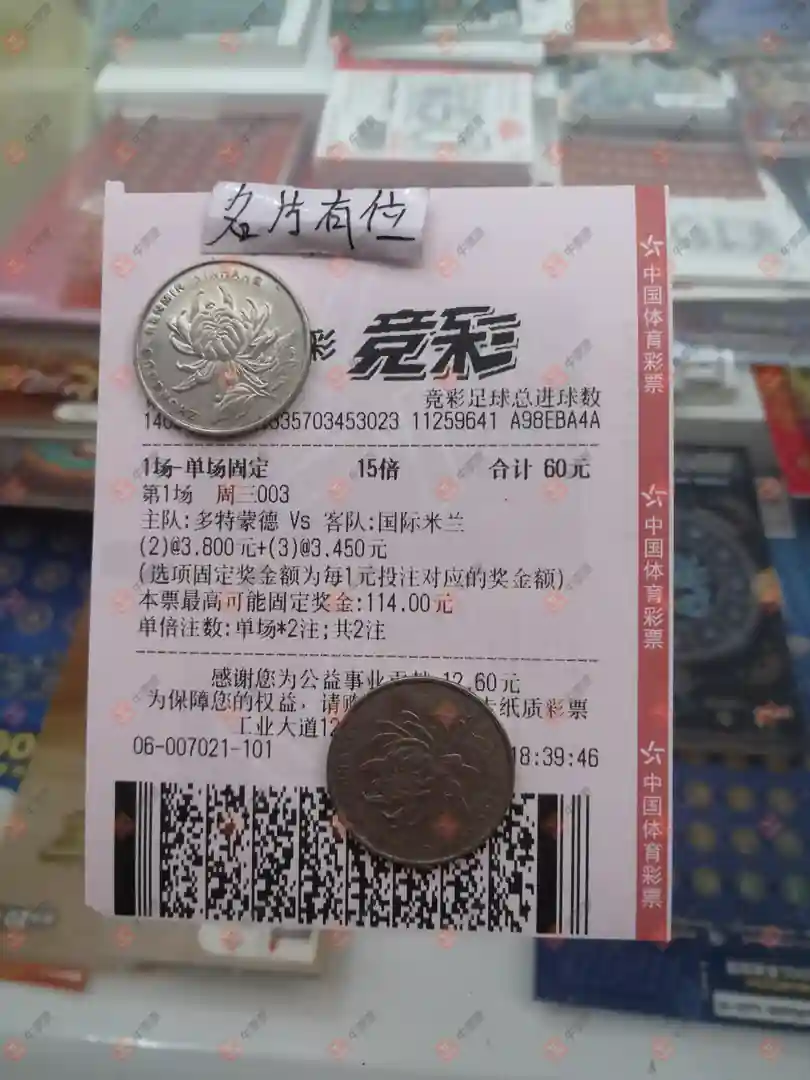 名片有位
彩 竞彩
竞彩足球总进球数
35703453023 11259641 A98EBA4A
1场-单场固定 15倍 合计 60元
第1场 周三003
主队:多特蒙德 Vs 客队:国际米兰
(2)@3.800元+(3)@3.450元
(选项固定奖金额为每1元投注对应的奖金额)
本票最高可能固定奖金:114.00元
单倍注数:单场*2注;共2注
感谢您为公益事业 12.60元
为保障您的权益，请 纸质彩票
工业大道12
06-007021-101 18:39:46
中国体育彩票
中国体育彩票
中国体育彩票